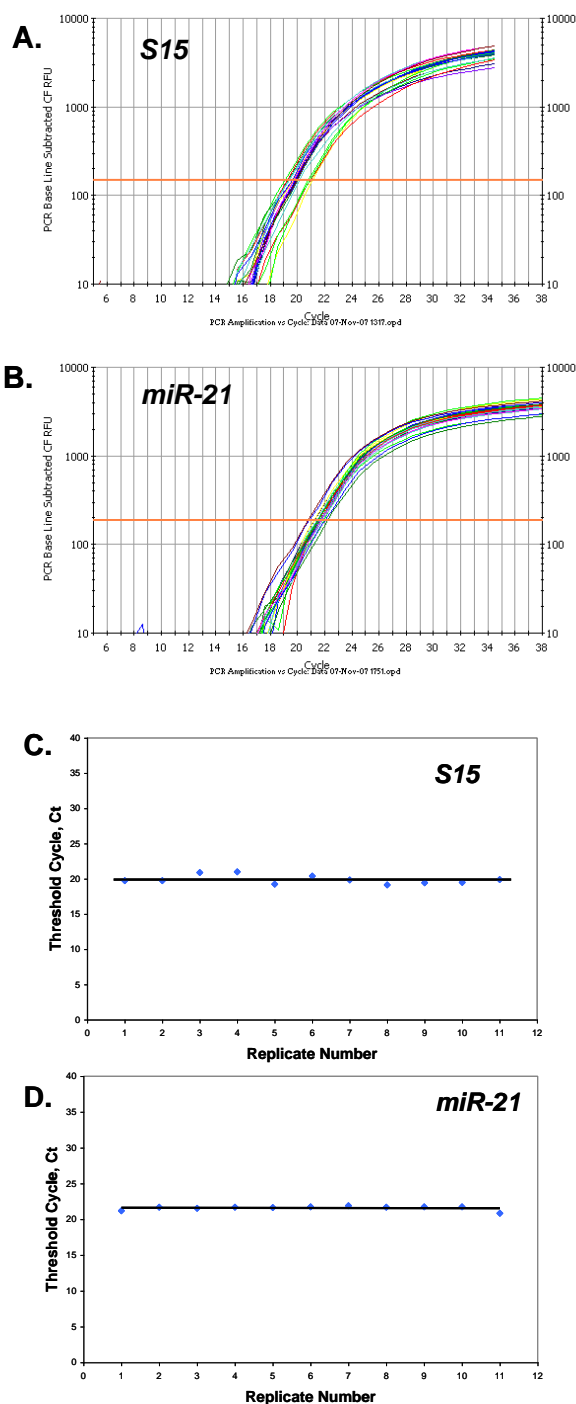 A.
S15
10000
1000
100
10
10000
1000
100
10
PCR Base Line Subtracted CF RFU
6 8 10 12 14 16 18 20 22 24 26 28 30 32 34 36 38
Cycle
PCR Amplification vs Cycle: Data 07-Nov-07 1317.opd
B.
miR-21
10000
1000
100
10
10000
1000
100
10
PCR Base Line Subtracted CF RFU
6 8 10 12 14 16 18 20 22 24 26 28 30 32 34 36 38
Cycle
PCR Amplification vs Cycle: Data 07-Nov-07 1751.opd
C.
S15
40
35
30
25
20
15
10
5
0
Threshold Cycle, Ct
0 1 2 3 4 5 6 7 8 9 10 11 12
Replicate Number
D.
miR-21
40
35
30
25
20
15
10
5
0
Threshold Cycle, Ct
0 1 2 3 4 5 6 7 8 9 10 11 12
Replicate Number